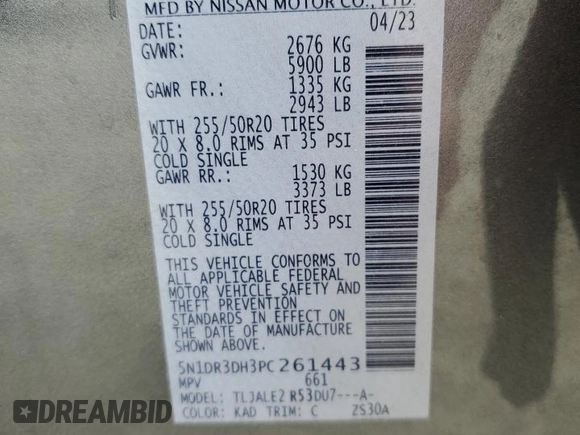 MFD BY NISSAN MOTOR CO., LTD.
DATE: 04/23
GVWR: 2676 KG
5900 LB
GAWR FR.: 1335 KG
2943 LB
WITH 255/50R20 TIRES
20 X 8.0 RIMS AT 35 PSI
COLD SINGLE
GAWR RR.: 1530 KG
3373 LB
WITH 255/50R20 TIRES
20 X 8.0 RIMS AT 35 PSI
COLD SINGLE
THIS VEHICLE CONFORMS TO
ALL APPLICABLE FEDERAL
MOTOR VEHICLE SAFETY AND
THEFT PREVENTION
STANDARDS IN EFFECT ON
THE DATE OF MANUFACTURE
SHOWN ABOVE.
5N1DR3DH3PC261443
MPV 661
MODEL: TLJALE2 R53DU7---A-
COLOR: KAD TRIM: C ZS30A
DEALER HISTORY
.COM